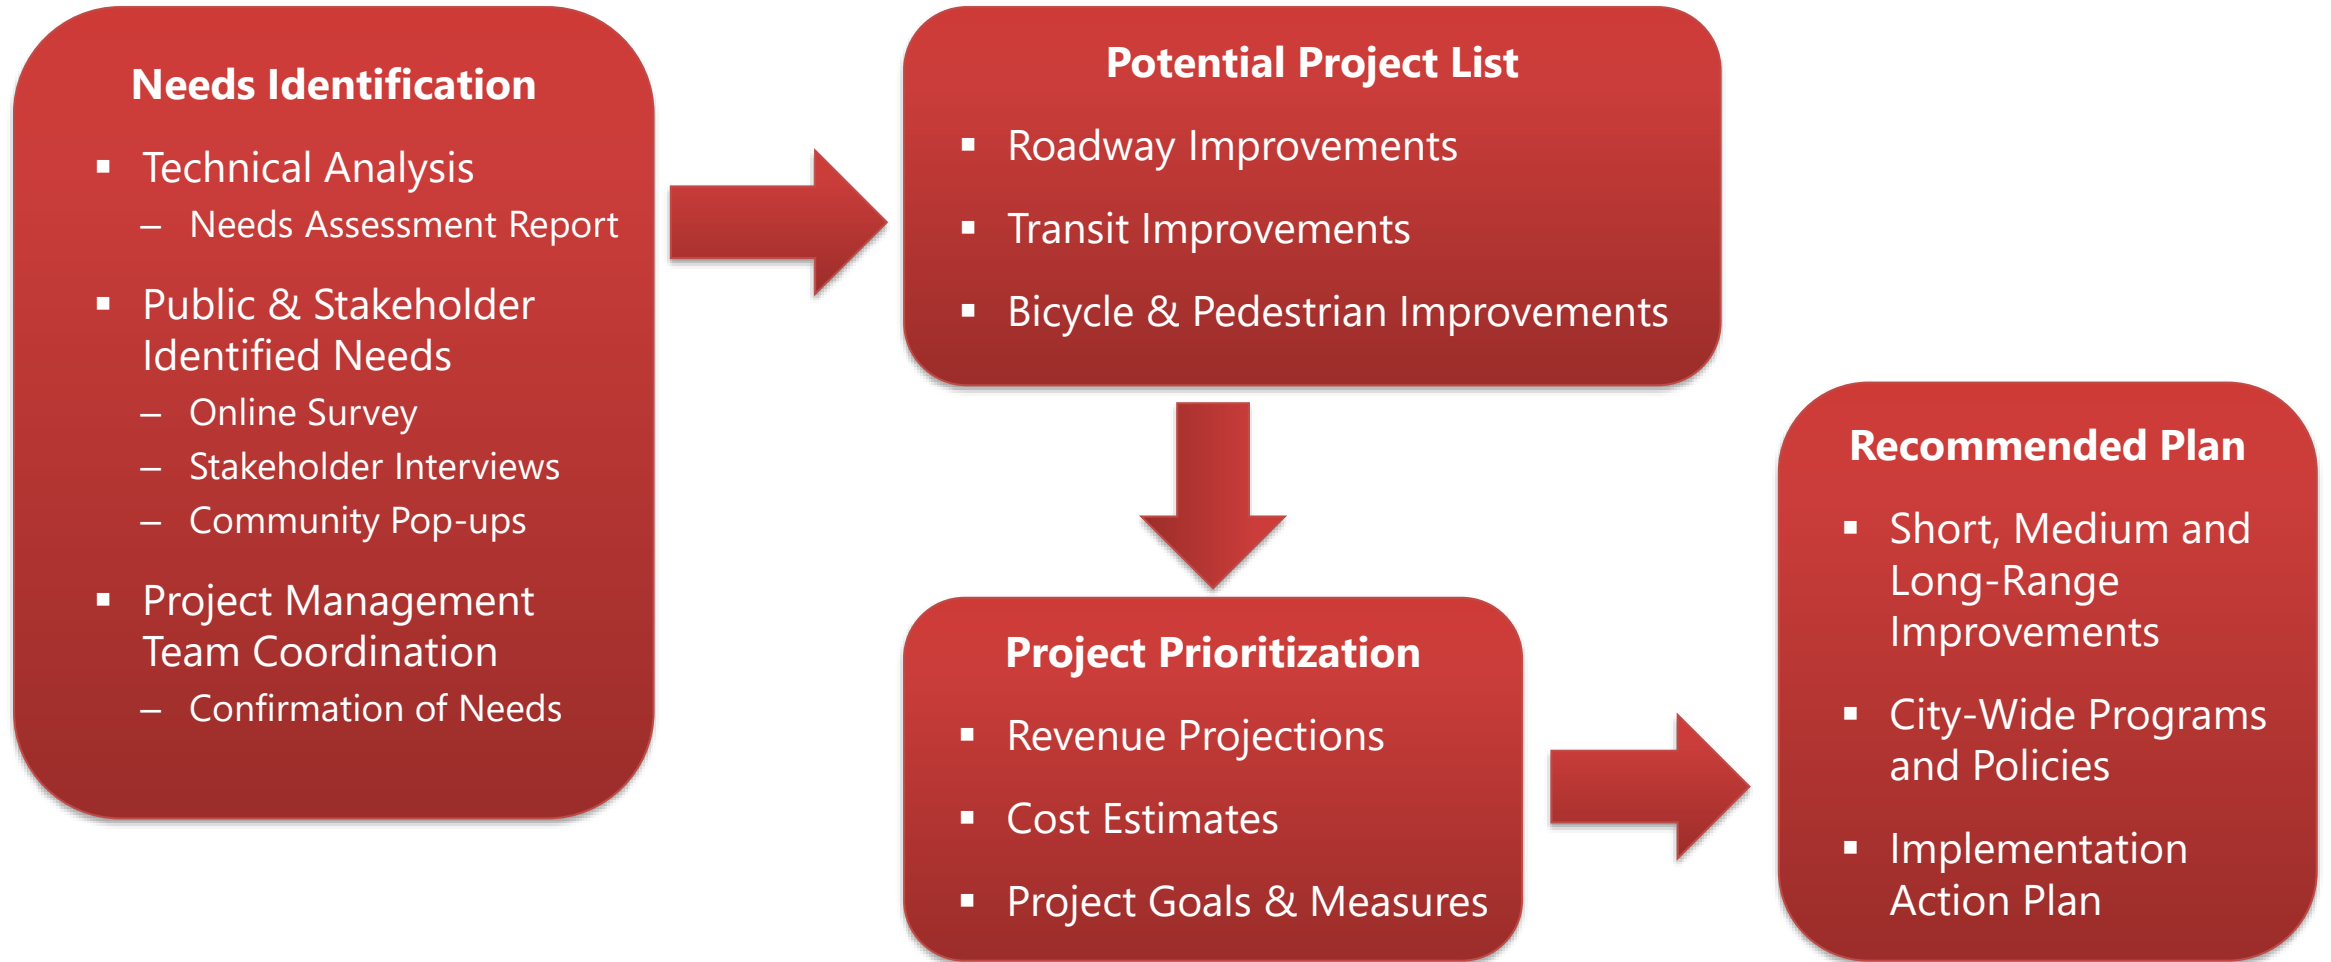 Needs Identification
▪ Technical Analysis
– Needs Assessment Report
▪ Public & Stakeholder
Identified Needs
– Online Survey
– Stakeholder Interviews
– Community Pop-ups
▪ Project Management
Team Coordination
– Confirmation of Needs
Potential Project List
▪ Roadway Improvements
▪ Transit Improvements
▪ Bicycle & Pedestrian Improvements
Project Prioritization
▪ Revenue Projections
▪ Cost Estimates
▪ Project Goals & Measures
Recommended Plan
▪ Short, Medium and
Long-Range
Improvements
▪ City-Wide Programs
and Policies
▪ Implementation
Action Plan